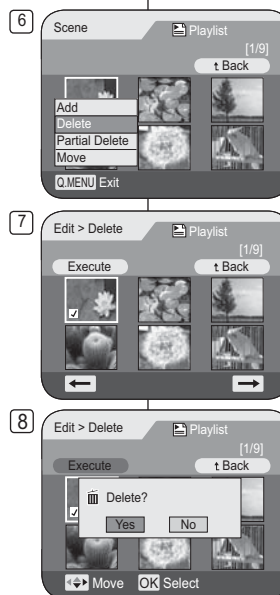 6
Scene Playlist
[1/9]
Back
Add
Delete
Partial Delete
Move
Q.MENU Exit
7
Edit > Delete Playlist
[1/9]
Execute Back
8
Edit > Delete Playlist
[1/9]
Execute Back
Delete?
Yes No
Move OK Select